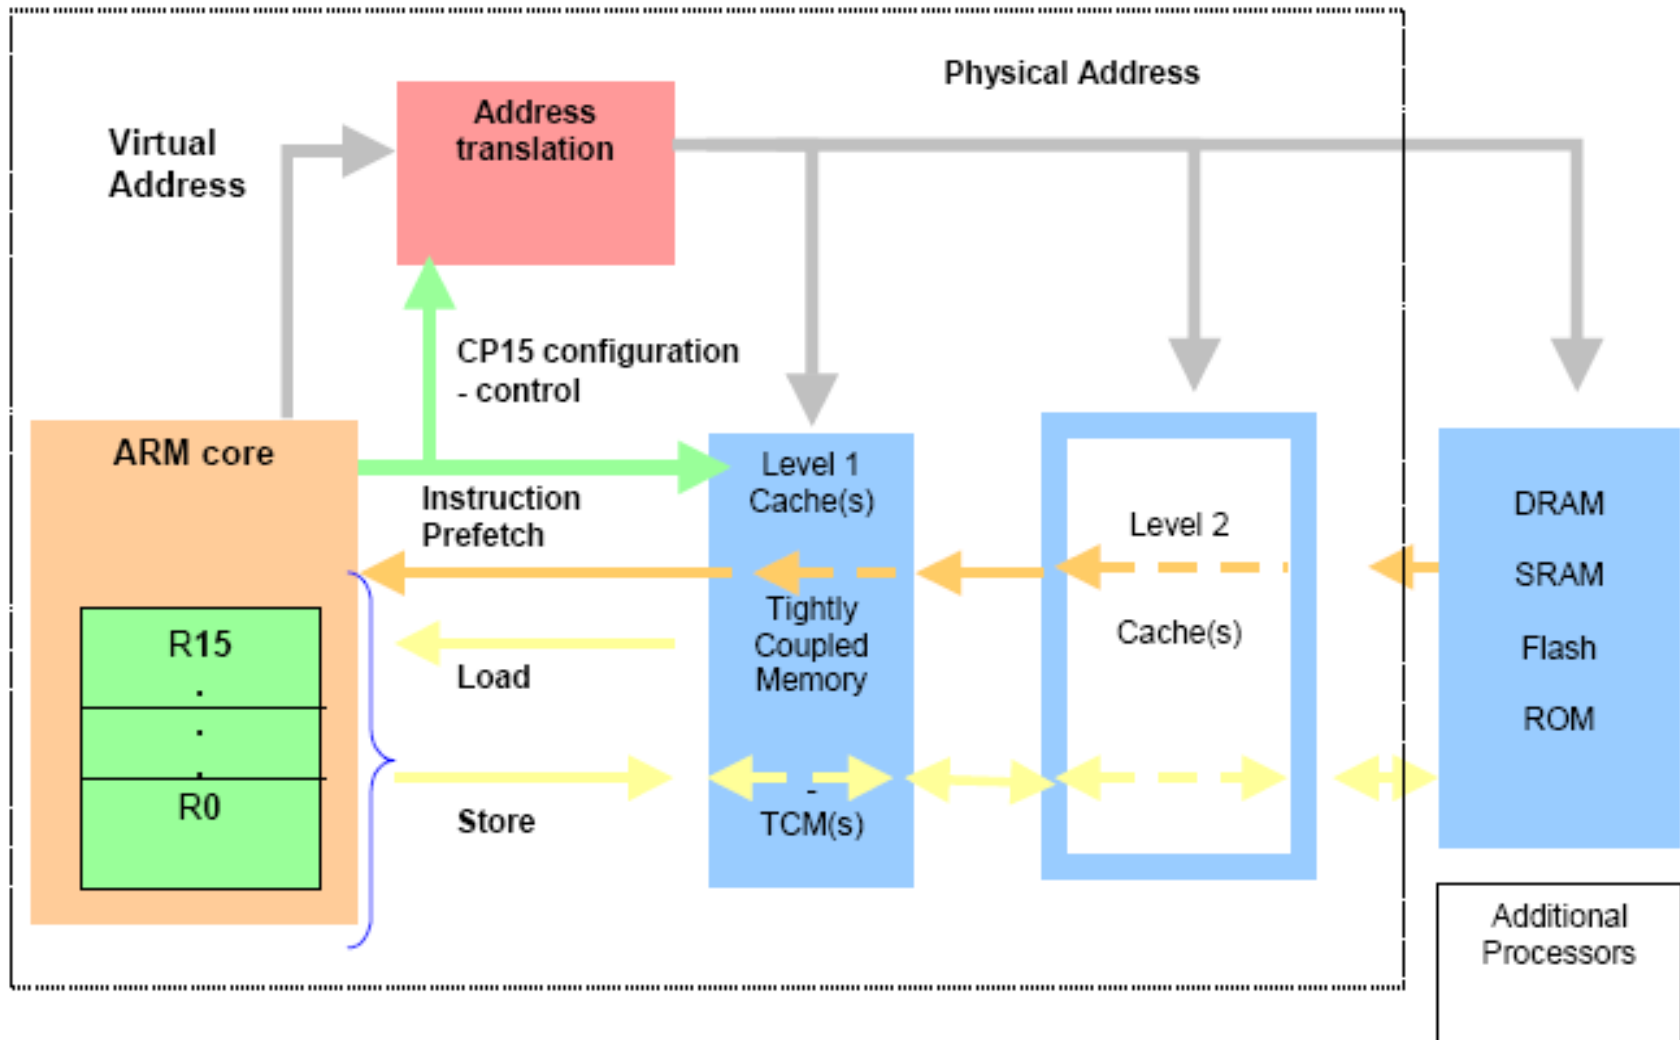 Physical Address
Address
translation
Virtual
Address
CP15 configuration
- control
ARM core
Instruction
Prefetch
Level 1
Cache(s)
Tightly
Coupled
Memory
-
TCM(s)
Level 2
Cache(s)
DRAM
SRAM
Flash
ROM
R15
.
.
.
R0
Load
Store
Additional
Processors